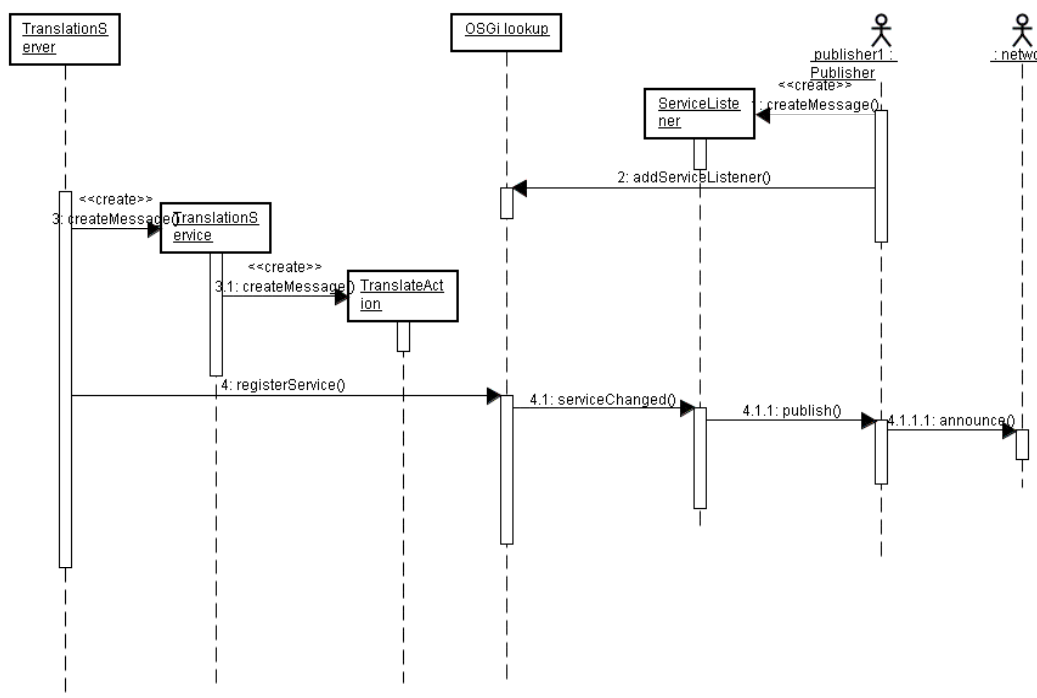 TranslationS
erver
OSGi lookup
publisher1 :
Publisher
: netwo
<<create>>
: createMessage()
ServiceListe
ner
2: addServiceListener()
<<create>>
3: createMessage()
TranslationS
ervice
<<create>>
3.1: createMessage()
TranslateAct
ion
4: registerService()
4.1: serviceChanged()
4.1.1: publish()
4.1.1.1: announce()